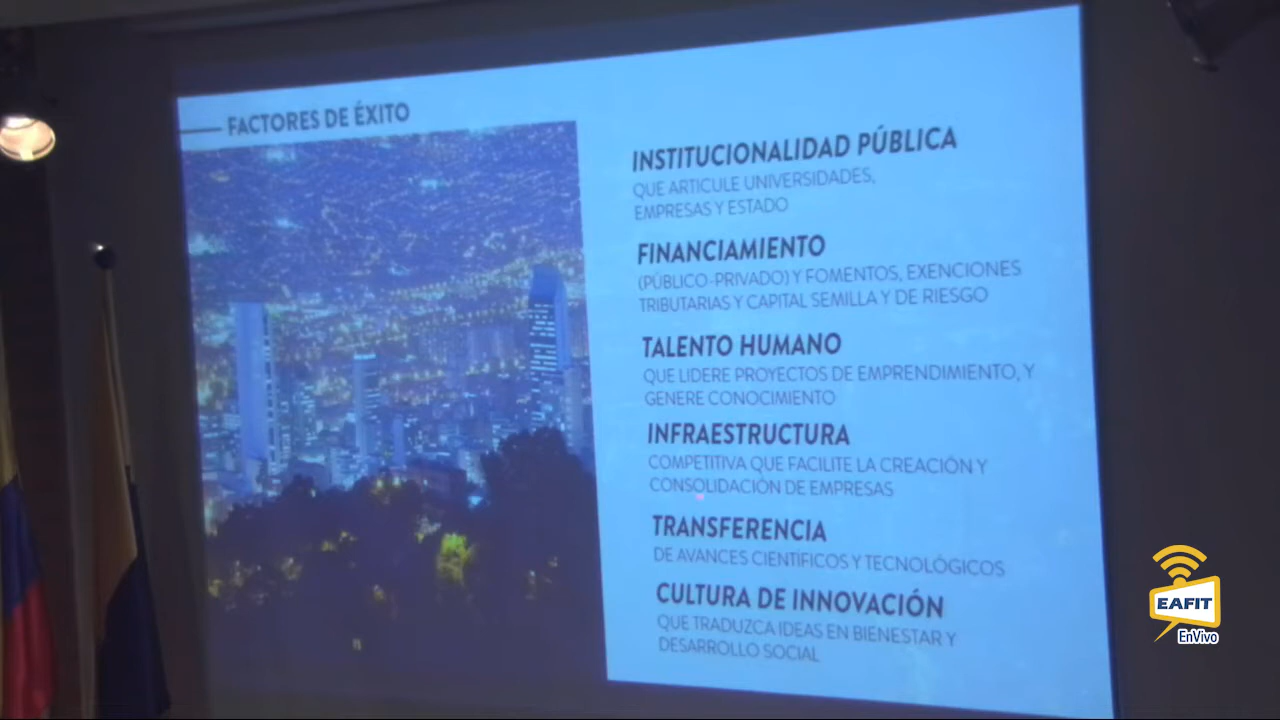 FACTORES DE ÉXITO
INSTITUCIONALIDAD PÚBLICA
QUE ARTICULE UNIVERSIDADES,
EMPRESAS Y ESTADO
FINANCIAMIENTO
(PÚBLICO-PRIVADO) Y FOMENTOS, EXENCIONES
TRIBUTARIAS Y CAPITAL SEMILLA Y DE RIESGO
TALENTO HUMANO
QUE LIDERE PROYECTOS DE EMPRENDIMIENTO, Y
GENERE CONOCIMIENTO
INFRAESTRUCTURA
COMPETITIVA QUE FACILITE LA CREACIÓN Y
CONSOLIDACIÓN DE EMPRESAS
TRANSFERENCIA
DE AVANCES CIENTÍFICOS Y TECNOLÓGICOS
CULTURA DE INNOVACIÓN
QUE TRADUZCA IDEAS EN BIENESTAR Y
DESARROLLO SOCIAL
EAFIT
EnVivo